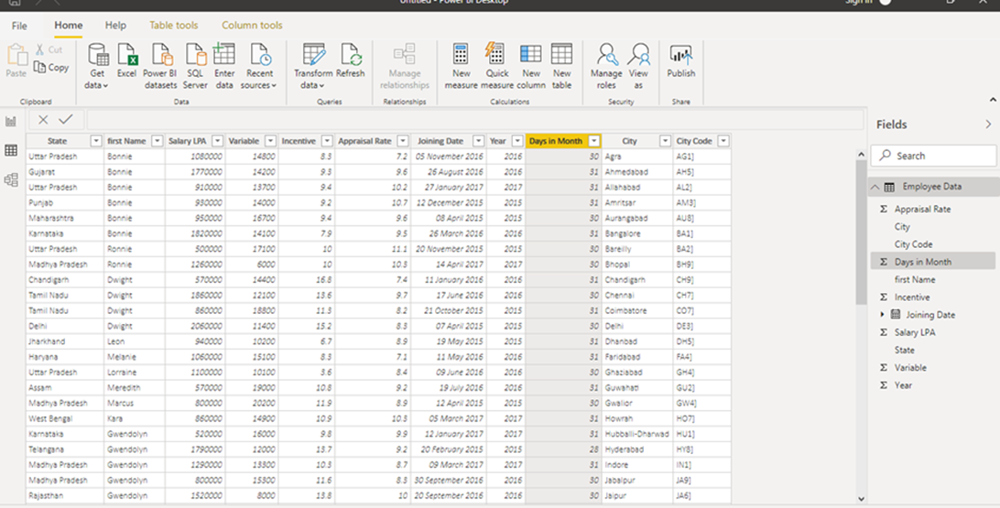 Untitled - Power BI Desktop Sign in
File Home Help Table tools Column tools
Paste Cut Copy Get data Excel Power BI datasets SQL Server Enter data Recent sources Transform data Refresh Manage relationships New measure Quick measure New column New table Manage roles View as Publish
Clipboard Data Queries Relationships Calculations Security Share
State first Name Salary LPA Variable Incentive Appraisal Rate Joining Date Year Days in Month City City Code
Uttar Pradesh Bonnie 1080000 14800 8.3 7.2 05 November 2016 2016 30 Agra AG1]
Gujarat Bonnie 1770000 14200 9.3 9.6 26 August 2016 2016 31 Ahmedabad AH5]
Uttar Pradesh Bonnie 910000 13700 9.4 10.2 27 January 2017 2017 31 Allahabad AL2]
Punjab Bonnie 930000 14000 9.2 10.7 12 December 2015 2015 31 Amritsar AM3]
Maharashtra Bonnie 950000 16700 9.4 9.6 08 April 2015 2015 30 Aurangabad AU8]
Karnataka Bonnie 1820000 14100 7.9 9.5 26 March 2016 2016 31 Bangalore BA1]
Uttar Pradesh Ronnie 500000 17100 10 11.1 20 November 2015 2015 30 Bareilly BA2]
Madhya Pradesh Ronnie 1260000 6000 10 10.3 14 April 2017 2017 30 Bhopal BH9]
Chandigarh Dwight 570000 14400 16.8 7.4 11 January 2016 2016 31 Chandigarh CH9]
Tamil Nadu Dwight 1860000 12100 13.6 9.7 17 June 2016 2016 30 Chennai CH7]
Tamil Nadu Dwight 860000 18800 11.3 8.2 21 October 2015 2015 31 Coimbatore CO7]
Delhi Dwight 2060000 11400 15.2 8.3 07 April 2015 2015 30 Delhi DE3]
Jharkhand Leon 940000 10200 6.7 8.9 19 May 2015 2015 31 Dhanbad DH5]
Haryana Melanie 1060000 15100 8.3 7.1 11 May 2016 2016 31 Faridabad FA4]
Uttar Pradesh Lorraine 1100000 10100 3.6 8.4 09 June 2016 2016 30 Ghaziabad GH4]
Assam Meredith 570000 19000 10.8 9.2 19 July 2016 2016 31 Guwahati GU2]
Madhya Pradesh Marcus 800000 20200 11.9 8.9 12 April 2015 2015 30 Gwalior GW4]
West Bengal Kara 860000 14900 10.9 10.3 05 March 2017 2017 31 Howrah HO7]
Karnataka Gwendolyn 520000 16000 9.8 9.9 12 January 2017 2017 31 Hubballi-Dharwad HU1]
Telangana Gwendolyn 1790000 12000 13.7 9.2 20 February 2015 2015 28 Hyderabad HY8]
Madhya Pradesh Gwendolyn 1290000 13300 10.3 8.7 09 March 2017 2017 31 Indore IN1]
Madhya Pradesh Gwendolyn 800000 15300 11.6 8.3 30 September 2016 2016 30 Jabalpur JA9]
Rajasthan Gwendolyn 1520000 8000 13.8 10 20 September 2016 2016 30 Jaipur JA6]
Fields
Search
Employee Data
Appraisal Rate
City
City Code
Days in Month
first Name
Incentive
Joining Date
Salary LPA
State
Variable
Year